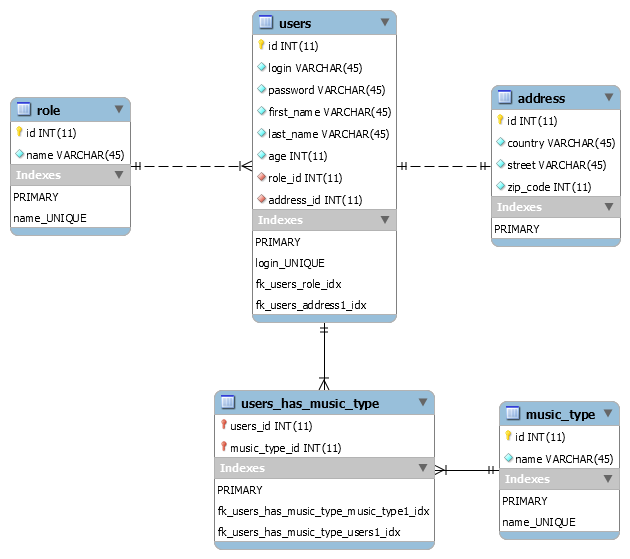 users
id INT(11)
login VARCHAR(45)
password VARCHAR(45)
first_name VARCHAR(45)
last_name VARCHAR(45)
age INT(11)
role_id INT(11)
address_id INT(11)
Indexes
PRIMARY
login_UNIQUE
fk_users_role_idx
fk_users_address1_idx
role
id INT(11)
name VARCHAR(45)
Indexes
PRIMARY
name_UNIQUE
address
id INT(11)
country VARCHAR(45)
street VARCHAR(45)
zip_code INT(11)
Indexes
PRIMARY
users_has_music_type
users_id INT(11)
music_type_id INT(11)
Indexes
PRIMARY
fk_users_has_music_type_music_type1_idx
fk_users_has_music_type_users1_idx
music_type
id INT(11)
name VARCHAR(45)
Indexes
PRIMARY
name_UNIQUE